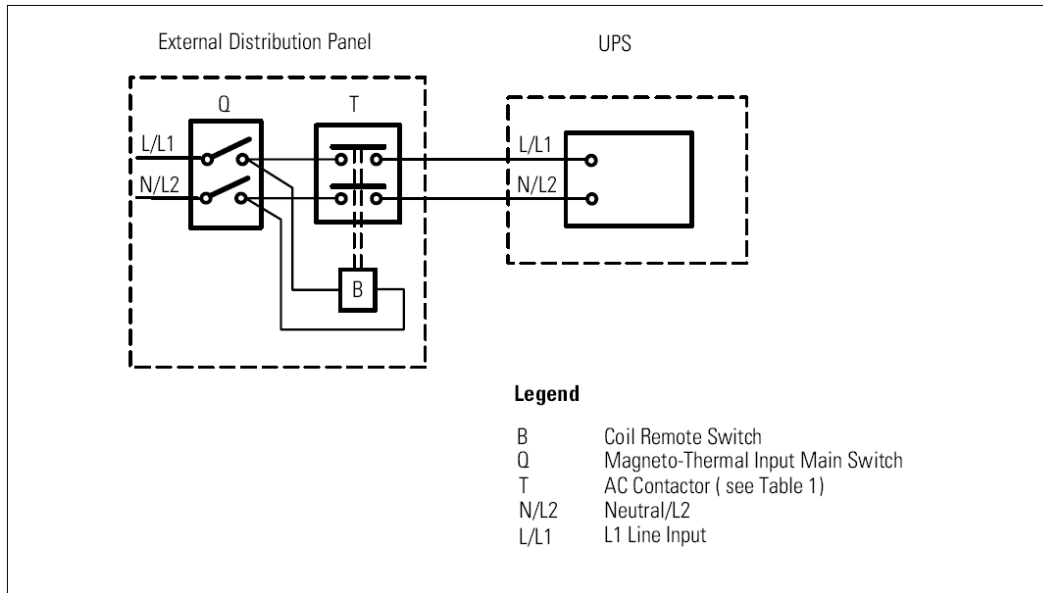 External Distribution Panel
UPS
Q
T
L/L1
N/L2
L/L1
N/L2
B
Legend
B Coil Remote Switch
Q Magneto-Thermal Input Main Switch
T AC Contactor ( see Table 1)
N/L2 Neutral/L2
L/L1 L1 Line Input